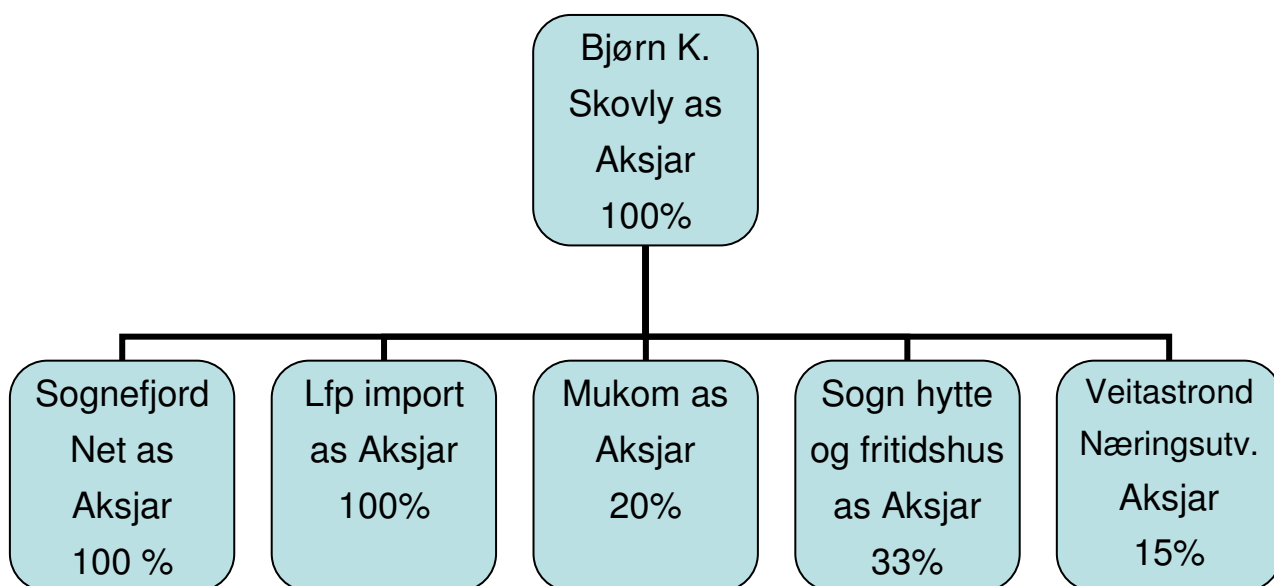 Bjørn K.
Skovly as
Aksjar
100%
Sognefjord
Net as
Aksjar
100 %
Lfp import
as Aksjar
100%
Mukom as
Aksjar
20%
Sogn hytte
og fritidshus
as Aksjar
33%
Veitastrond
Næringsutv.
Aksjar
15%